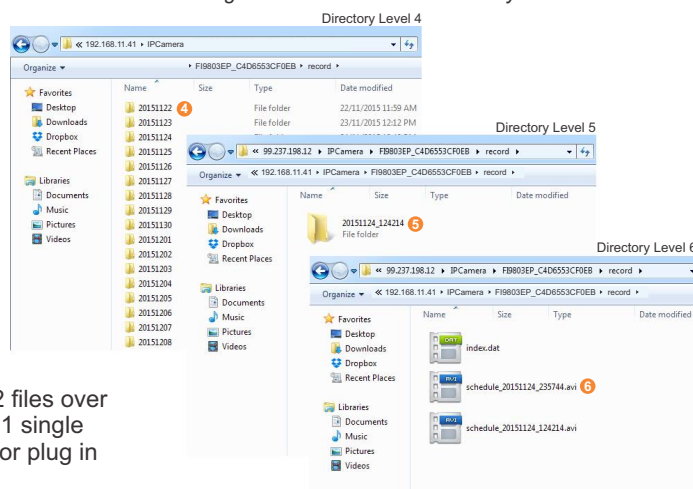 Directory Level 4
« 192.168.11.41 ▸ IPCamera
Organize ▾ ▸ FI9803EP_C4D6553CF0EB ▸ record ▸
Name Size Type Date modified
Favorites
Desktop
Downloads
Dropbox
Recent Places
Libraries
Documents
Music
Pictures
Videos
20151122 4 File folder 22/11/2015 11:59 AM
20151123 File folder 23/11/2015 12:12 PM
20151124
20151125
20151126
20151127
20151128
20151129
20151130
20151201
20151202
20151203
20151204
20151205
20151206
20151207
20151208
Directory Level 5
« 99.237.198.12 ▸ IPCamera ▸ FI9803EP_C4D6553CF0EB ▸ record ▸
Organize ▾ « 192.168.11.41 ▸ IPCamera ▸ FI9803EP_C4D6553CF0EB ▸ record ▸
Name Size Type Date modified
Favorites
Desktop
Downloads
Dropbox
Recent Places
Libraries
Documents
Music
Pictures
Videos
20151124_124214 5
File folder
Directory Level 6
« 99.237.198.12 ▸ IPCamera ▸ FI9803EP_C4D6553CF0EB ▸ record ▸
Organize ▾ « 192.168.11.41 ▸ IPCamera ▸ FI9803EP_C4D6553CF0EB ▸ record ▸
Name Size Type Date modified
Favorites
Desktop
Downloads
Dropbox
Recent Places
Libraries
Documents
Music
Pictures
Videos
DAT index.dat
AVI schedule_20151124_235744.avi 6
AVI schedule_20151124_124214.avi
2 files over
1 single
or plug in